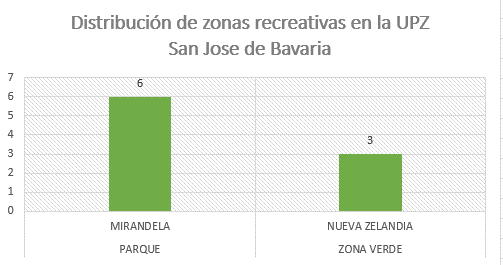 Distribución de zonas recreativas en la UPZ
San Jose de Bavaria
7
6
5
4
3
2
1
0
6
3
MIRANDELA NUEVA ZELANDIA
PARQUE ZONA VERDE